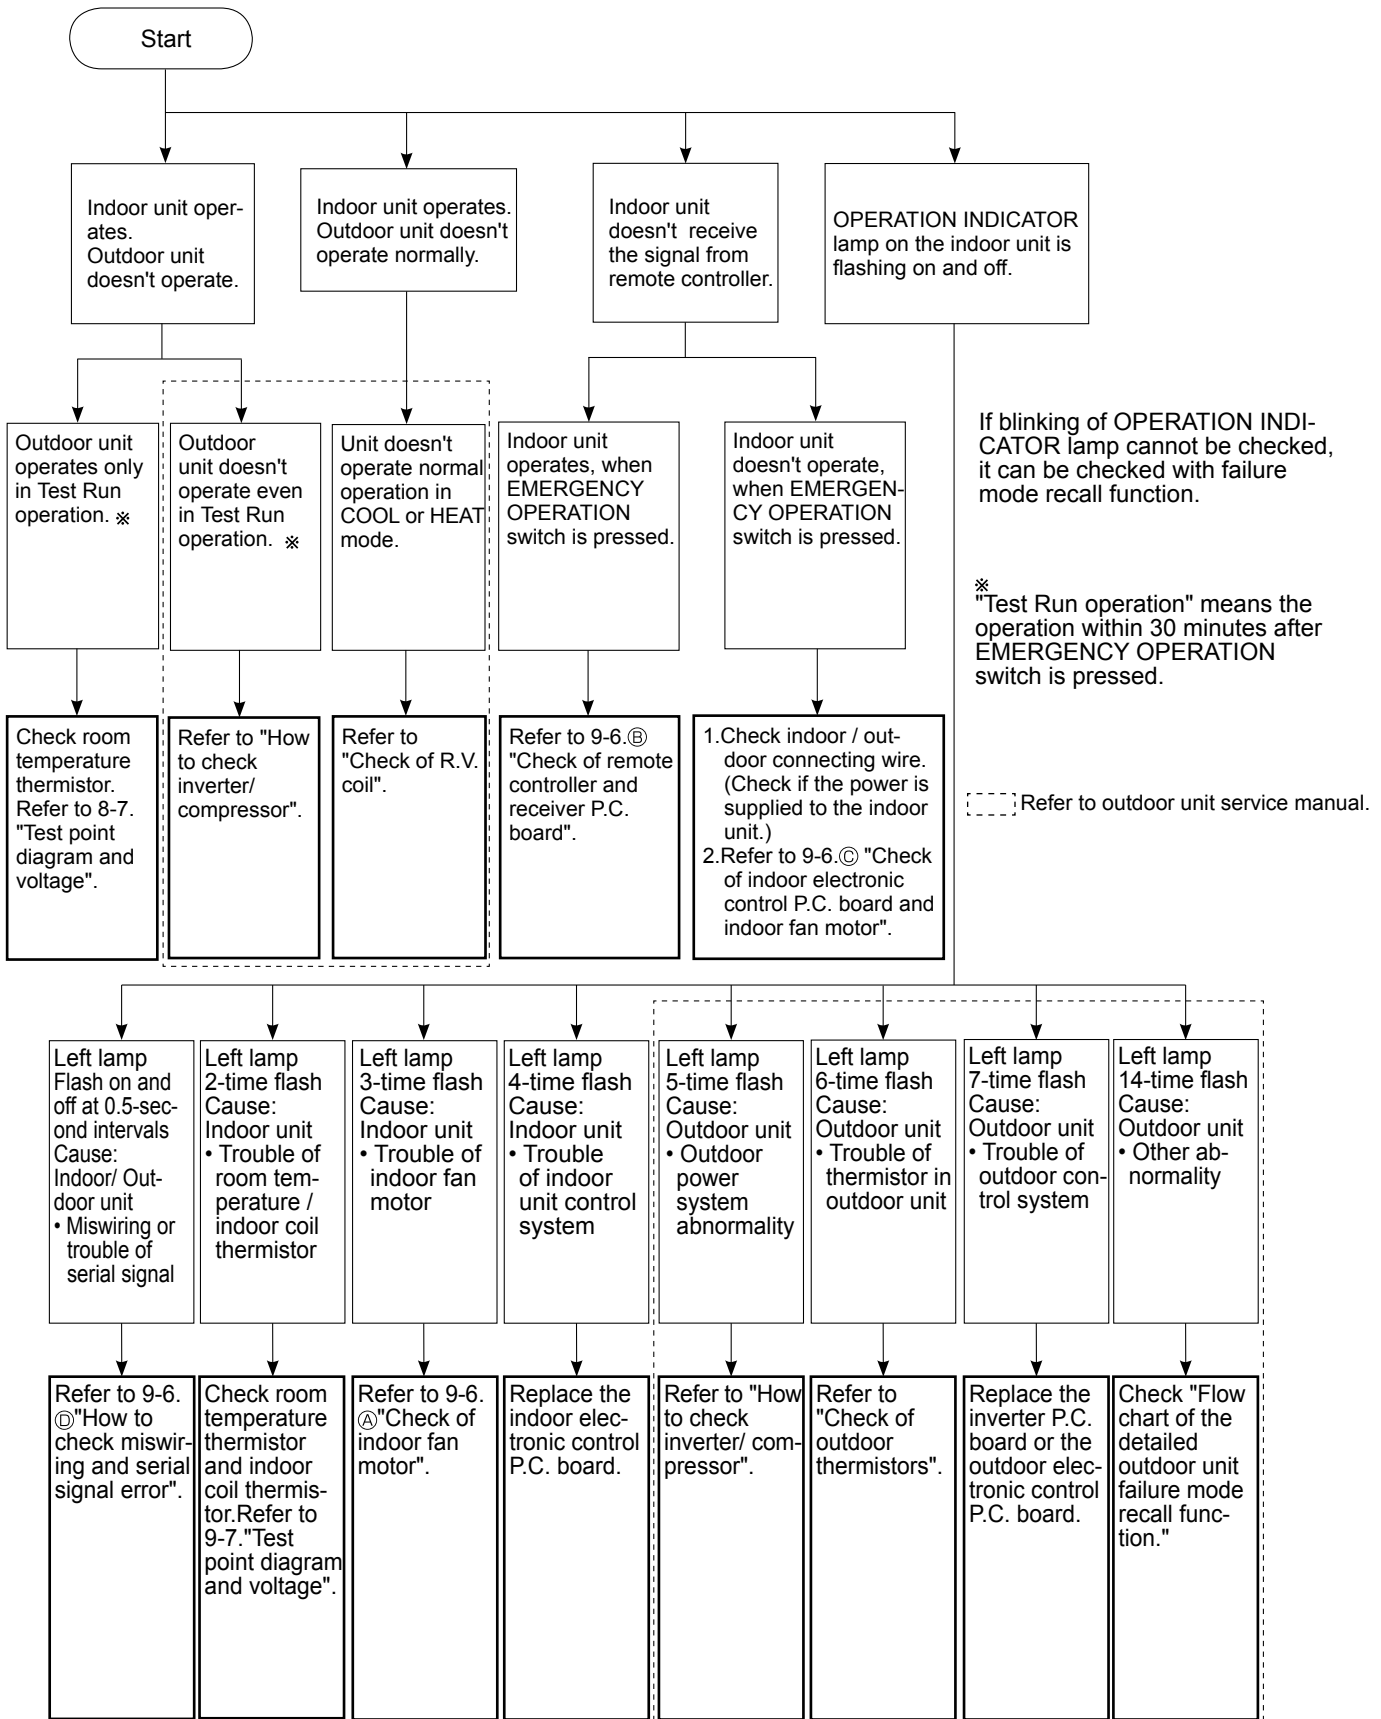 Start
Indoor unit oper-
ates.
Outdoor unit
doesn't operate.
Indoor unit operates.
Outdoor unit doesn't
operate normally.
Indoor unit
doesn't receive
the signal from
remote controller.
OPERATION INDICATOR
lamp on the indoor unit is
flashing on and off.
Outdoor unit
operates only
in Test Run
operation. ※
Outdoor
unit doesn't
operate even
in Test Run
operation. ※
Unit doesn't
operate normal
operation in
COOL or HEAT
mode.
Indoor unit
operates, when
EMERGENCY
OPERATION
switch is pressed.
Indoor unit
doesn't operate,
when EMERGEN-
CY OPERATION
switch is pressed.
If blinking of OPERATION INDI-
CATOR lamp cannot be checked,
it can be checked with failure
mode recall function.
※
"Test Run operation" means the
operation within 30 minutes after
EMERGENCY OPERATION
switch is pressed.
Refer to outdoor unit service manual.
Check room
temperature
thermistor.
Refer to 8-7.
"Test point
diagram and
voltage".
Refer to "How
to check
inverter/
compressor".
Refer to
"Check of R.V.
coil".
Refer to 9-6.Ⓑ
"Check of remote
controller and
receiver P.C.
board".
1.Check indoor / out-
door connecting wire.
(Check if the power is
supplied to the indoor
unit.)
2.Refer to 9-6.Ⓒ "Check
of indoor electronic
control P.C. board and
indoor fan motor".
Left lamp
Flash on and
off at 0.5-sec-
ond intervals
Cause:
Indoor/ Out-
door unit
• Miswiring or
trouble of
serial signal
Left lamp
2-time flash
Cause:
Indoor unit
• Trouble of
room tem-
perature /
indoor coil
thermistor
Left lamp
3-time flash
Cause:
Indoor unit
• Trouble of
indoor fan
motor
Left lamp
4-time flash
Cause:
Indoor unit
• Trouble
of indoor
unit control
system
Left lamp
5-time flash
Cause:
Outdoor unit
• Outdoor
power
system
abnormality
Left lamp
6-time flash
Cause:
Outdoor unit
• Trouble of
thermistor in
outdoor unit
Left lamp
7-time flash
Cause:
Outdoor unit
• Trouble of
outdoor con-
trol system
Left lamp
14-time flash
Cause:
Outdoor unit
• Other ab-
normality
Refer to 9-6.
Ⓓ"How to
check miswir-
ing and serial
signal error".
Check room
temperature
thermistor
and indoor
coil thermis-
tor.Refer to
9-7."Test
point diagram
and voltage".
Refer to 9-6.
Ⓐ"Check of
indoor fan
motor".
Replace the
indoor elec-
tronic control
P.C. board.
Refer to "How
to check
inverter/ com-
pressor".
Refer to
"Check of
outdoor
thermistors".
Replace the
inverter P.C.
board or the
outdoor elec-
tronic control
P.C. board.
Check "Flow
chart of the
detailed
outdoor unit
failure mode
recall func-
tion."